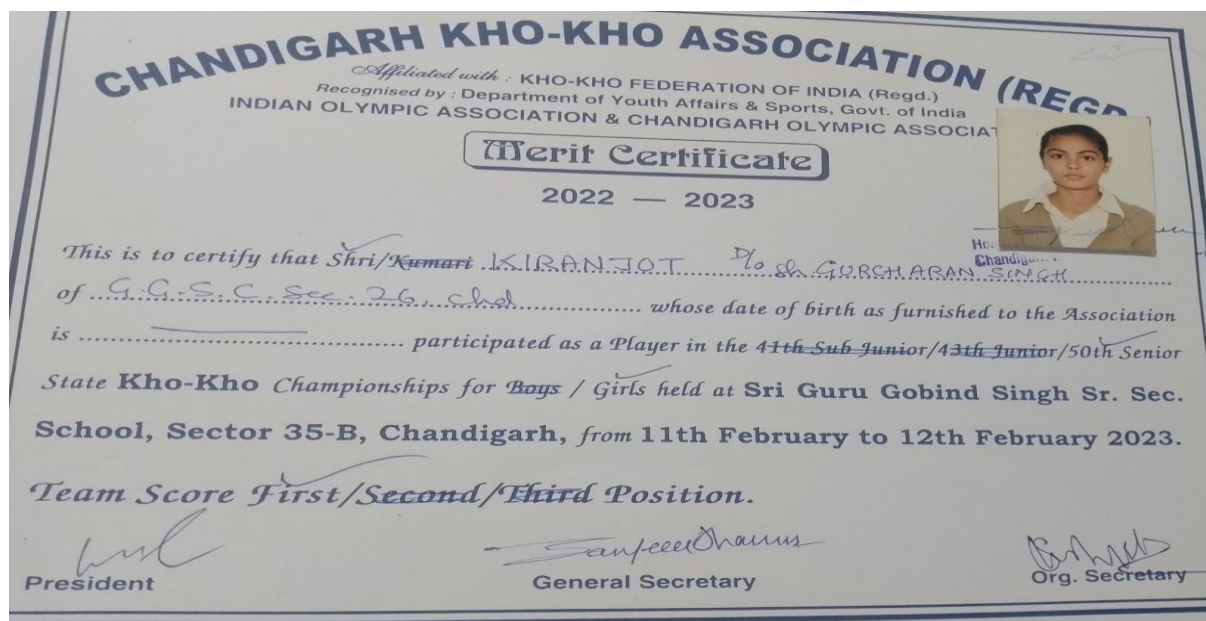 CHANDIGARH KHO-KHO ASSOCIATION (REGD.)
Affiliated with : KHO-KHO FEDERATION OF INDIA (Regd.)
Recognised by : Department of Youth Affairs & Sports, Govt. of India
INDIAN OLYMPIC ASSOCIATION & CHANDIGARH OLYMPIC ASSOCIAT
Merit Certificate
2022 — 2023
Ho.
Chandiga
This is to certify that Shri/Kumari KIRANJOT D/o Sh. GURCHARAN SINGH
of G.G.S.C. Sec. 26, Chd whose date of birth as furnished to the Association
is participated as a Player in the 41th Sub Junior/43th Junior/50th Senior
State Kho-Kho Championships for Boys / Girls held at Sri Guru Gobind Singh Sr. Sec.
School, Sector 35-B, Chandigarh, from 11th February to 12th February 2023.
Team Score First/Second/Third Position.
President
General Secretary
Org. Secretary